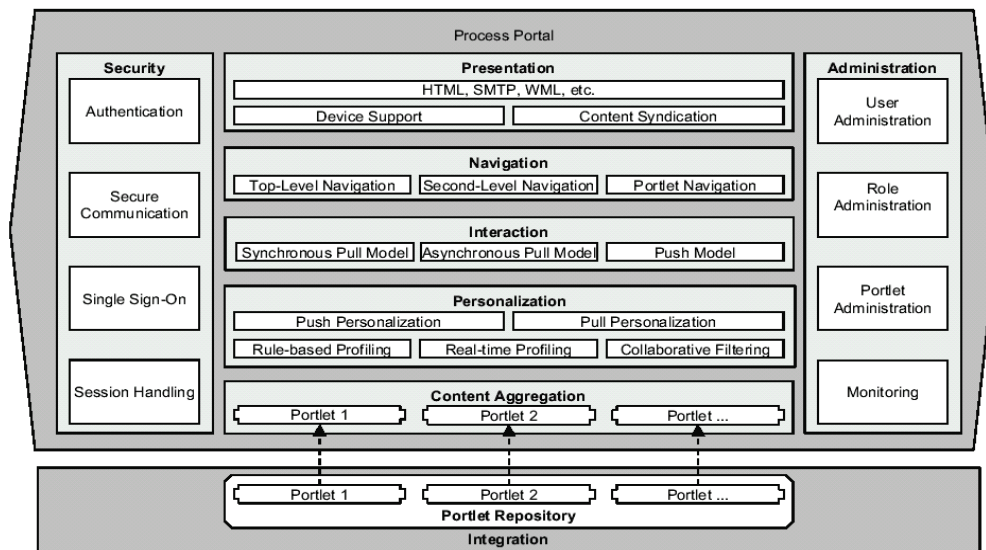 Process Portal
Security
Authentication
Secure
Communication
Single Sign-On
Session Handling
Presentation
HTML, SMTP, WML, etc.
Device Support
Content Syndication
Navigation
Top-Level Navigation
Second-Level Navigation
Portlet Navigation
Interaction
Synchronous Pull Model
Asynchronous Pull Model
Push Model
Personalization
Push Personalization
Pull Personalization
Rule-based Profiling
Real-time Profiling
Collaborative Filtering
Content Aggregation
Portlet 1
Portlet 2
Portlet ...
Administration
User
Administration
Role
Administration
Portlet
Administration
Monitoring
Portlet 1
Portlet 2
Portlet ...
Portlet Repository
Integration